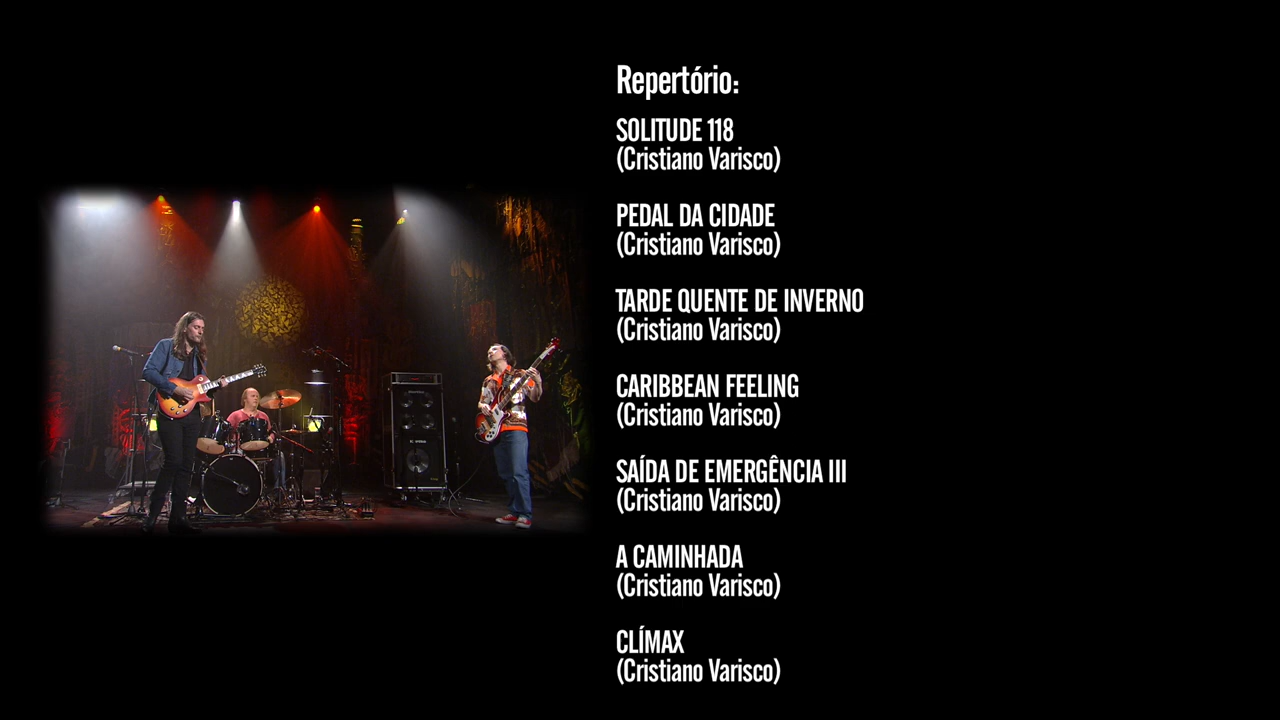 Repertório:
SOLITUDE 118
(Cristiano Varisco)
PEDAL DA CIDADE
(Cristiano Varisco)
TARDE QUENTE DE INVERNO
(Cristiano Varisco)
CARIBBEAN FEELING
(Cristiano Varisco)
SAÍDA DE EMERGÊNCIA III
(Cristiano Varisco)
A CAMINHADA
(Cristiano Varisco)
CLÍMAX
(Cristiano Varisco)